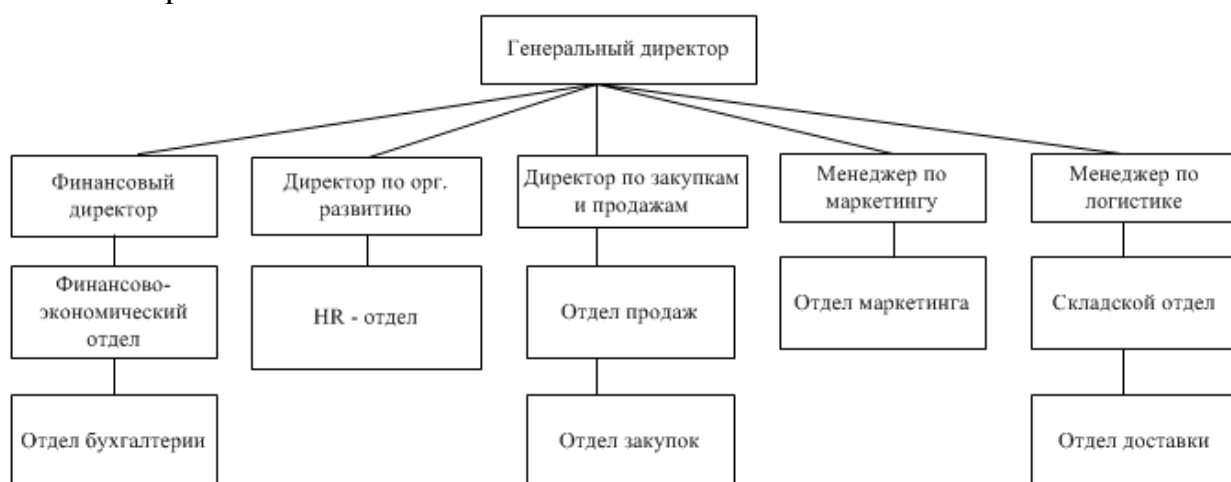 Генеральный директор
Финансовый
директор
Директор по орг.
развитию
Директор по закупкам
и продажам
Менеджер по
маркетингу
Менеджер по
логистике
Финансово-
экономический
отдел
HR - отдел
Отдел продаж
Отдел маркетинга
Складской отдел
Отдел бухгалтерии
Отдел закупок
Отдел доставки